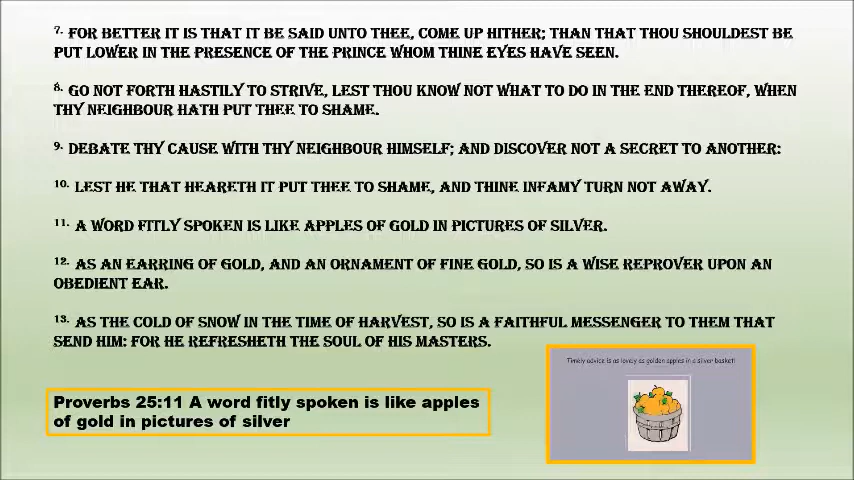 7. FOR BETTER IT IS THAT IT BE SAID UNTO THEE, COME UP HITHER; THAN THAT THOU SHOULDEST BE
PUT LOWER IN THE PRESENCE OF THE PRINCE WHOM THINE EYES HAVE SEEN.
8. GO NOT FORTH HASTILY TO STRIVE, LEST THOU KNOW NOT WHAT TO DO IN THE END THEREOF, WHEN
THY NEIGHBOUR HATH PUT THEE TO SHAME.
9. DEBATE THY CAUSE WITH THY NEIGHBOUR HIMSELF; AND DISCOVER NOT A SECRET TO ANOTHER:
10. LEST HE THAT HEARETH IT PUT THEE TO SHAME, AND THINE INFAMY TURN NOT AWAY.
11. A WORD FITLY SPOKEN IS LIKE APPLES OF GOLD IN PICTURES OF SILVER.
12. AS AN EARRING OF GOLD, AND AN ORNAMENT OF FINE GOLD, SO IS A WISE REPROVER UPON AN
OBEDIENT EAR.
13. AS THE COLD OF SNOW IN THE TIME OF HARVEST, SO IS A FAITHFUL MESSENGER TO THEM THAT
SEND HIM: FOR HE REFRESHETH THE SOUL OF HIS MASTERS.
Timely advice is as lovely as golden apples in a silver basket!
Proverbs 25:11 A word fitly spoken is like apples
of gold in pictures of silver